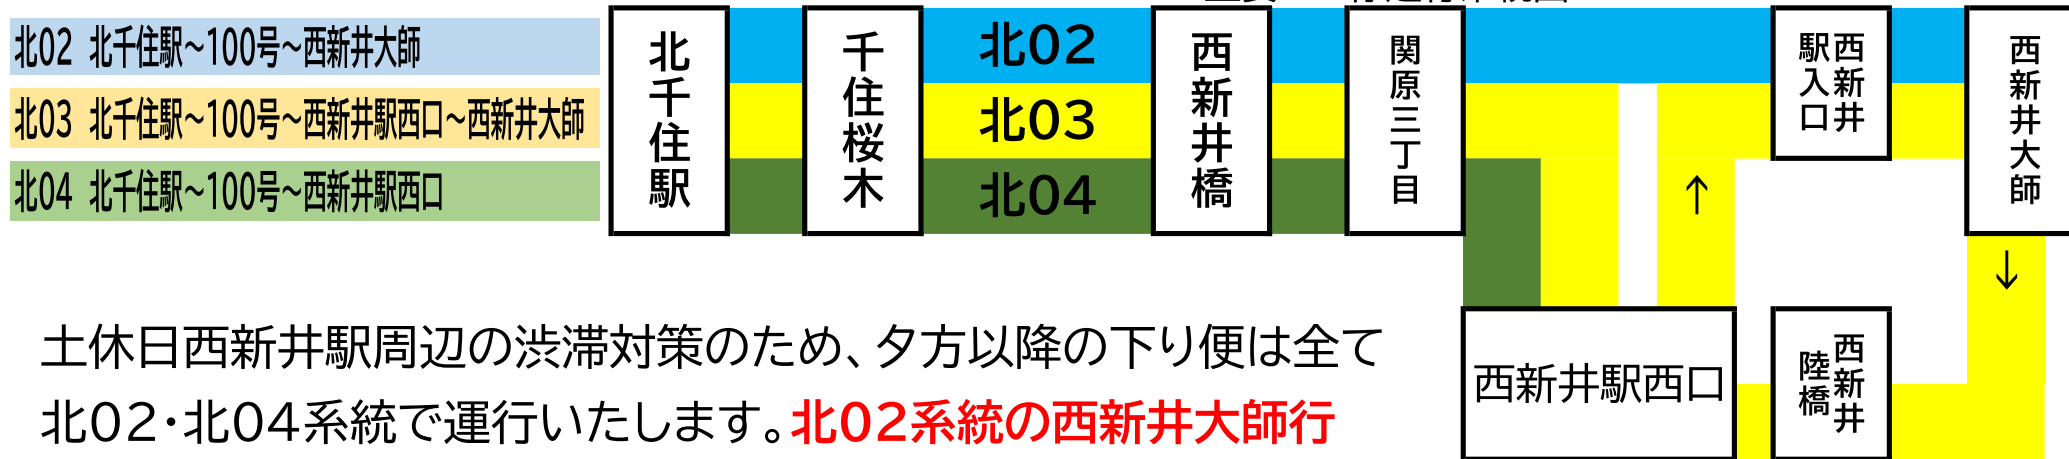 北02 北千住駅～100号～西新井大師
北03 北千住駅～100号～西新井駅西口～西新井大師
北04 北千住駅～100号～西新井駅西口
北千住駅
千住桜木
北02
北03
北04
西新井橋
関原三丁目
西新井
駅入口
西新井大師
↑
↓
西新井駅西口
西新井
陸橋
土休日西新井駅周辺の渋滞対策のため、夕方以降の下り便は全て
北02・北04系統で運行いたします。北02系統の西新井大師行